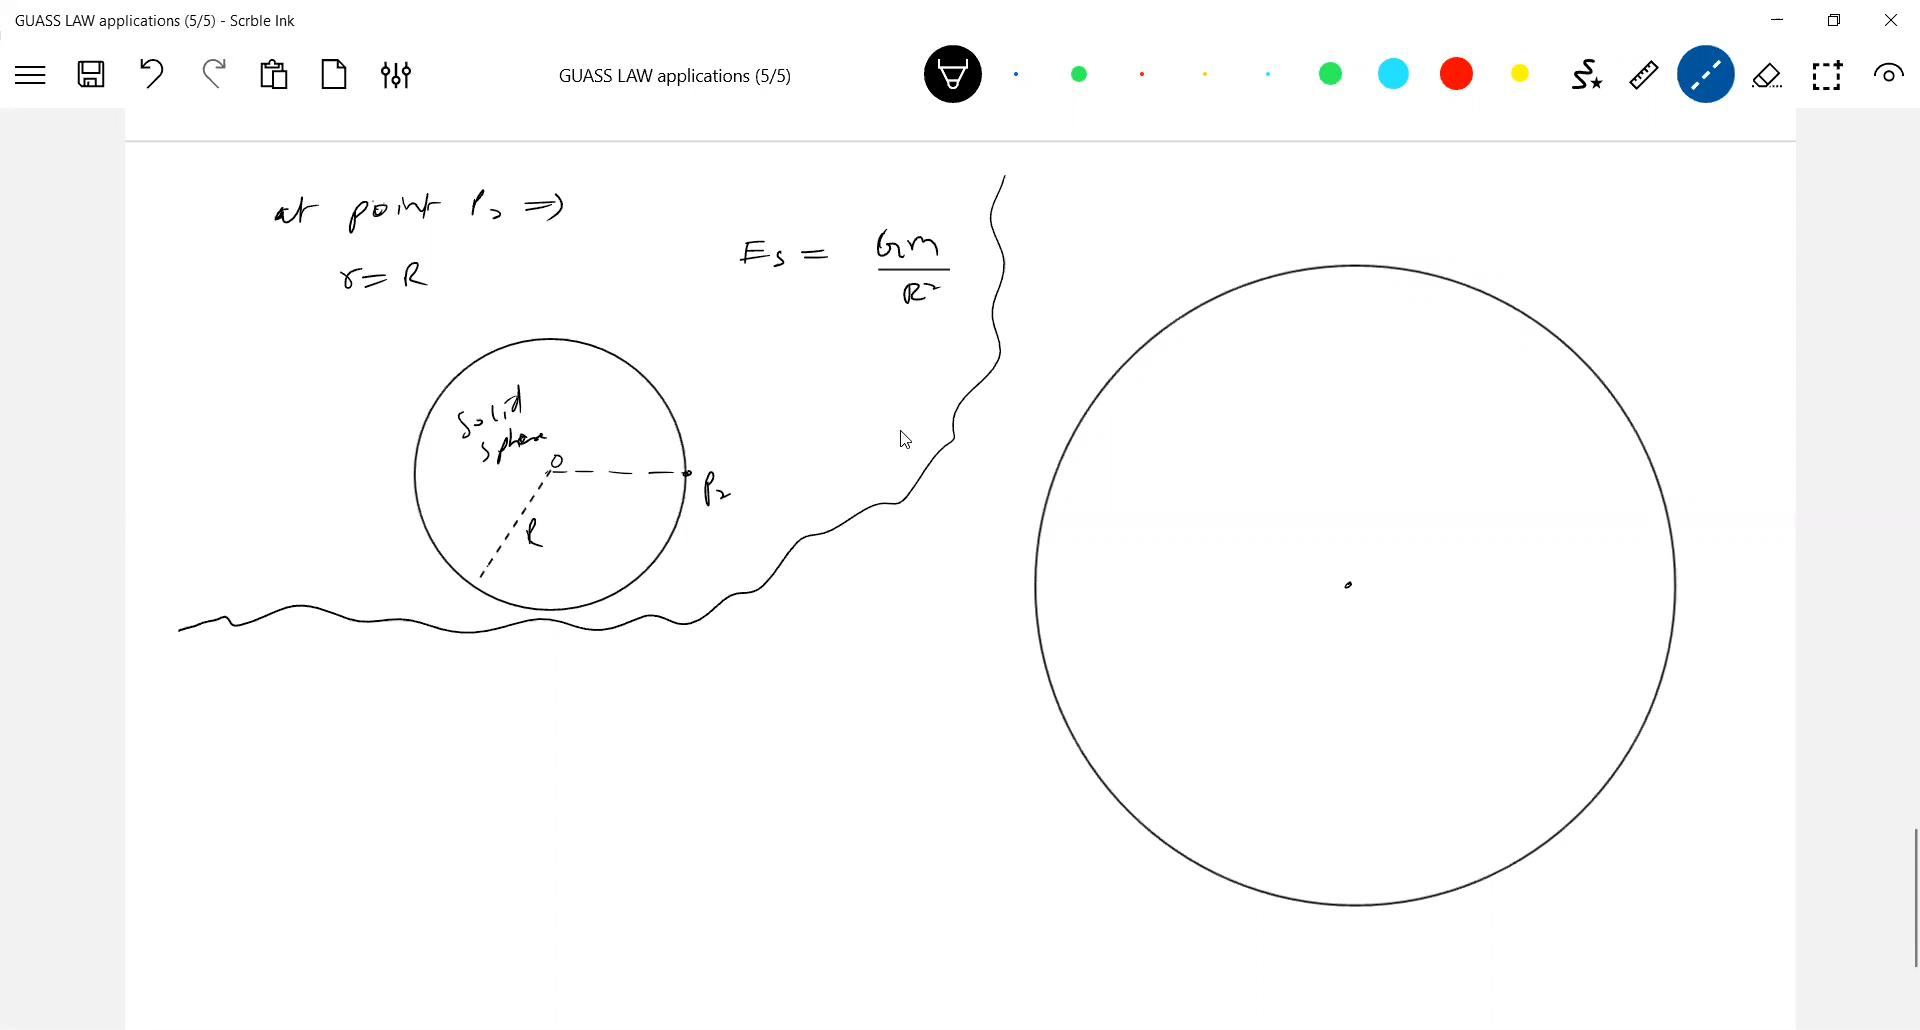 GUASS LAW applications (5/5) - Scrble Ink
GUASS LAW applications (5/5)
at point P2 ⇒
r = R
Es = Gm / R²
Solid
sphere
O
P2
R